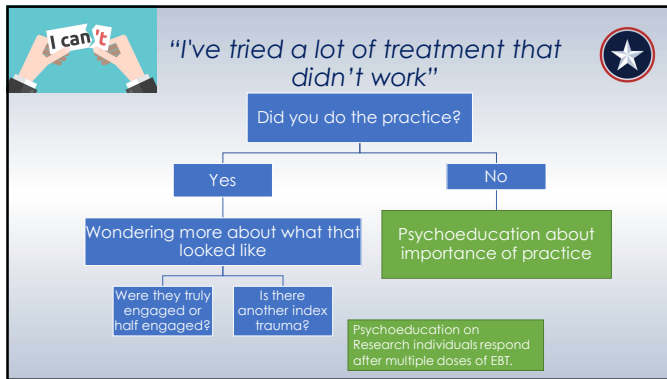 I can't
"I've tried a lot of treatment that
didn't work"
Did you do the practice?
Yes
No
Wondering more about what that
looked like
Psychoeducation about
importance of practice
Were they truly
engaged or
half engaged?
Is there
another index
trauma?
Psychoeducation on
Research individuals respond
after multiple doses of EBT.